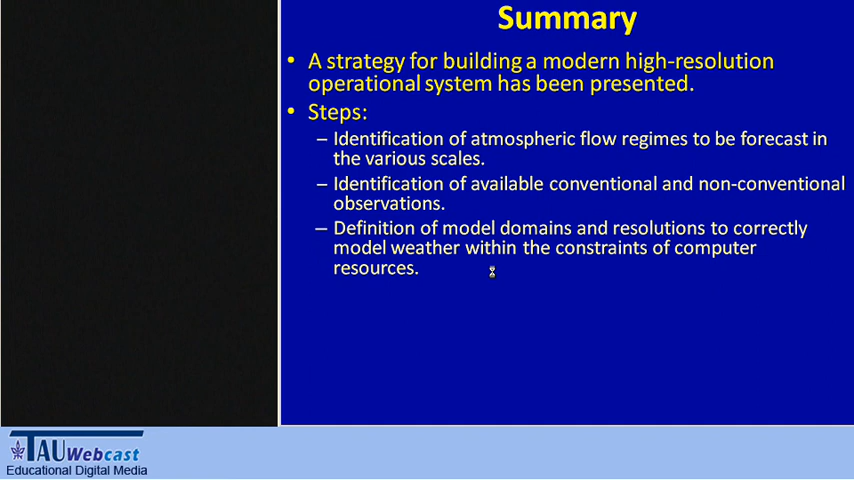 Summary
• A strategy for building a modern high-resolution
operational system has been presented.
• Steps:
– Identification of atmospheric flow regimes to be forecast in
the various scales.
– Identification of available conventional and non-conventional
observations.
– Definition of model domains and resolutions to correctly
model weather within the constraints of computer
resources.
TAU Webcast
Educational Digital Media